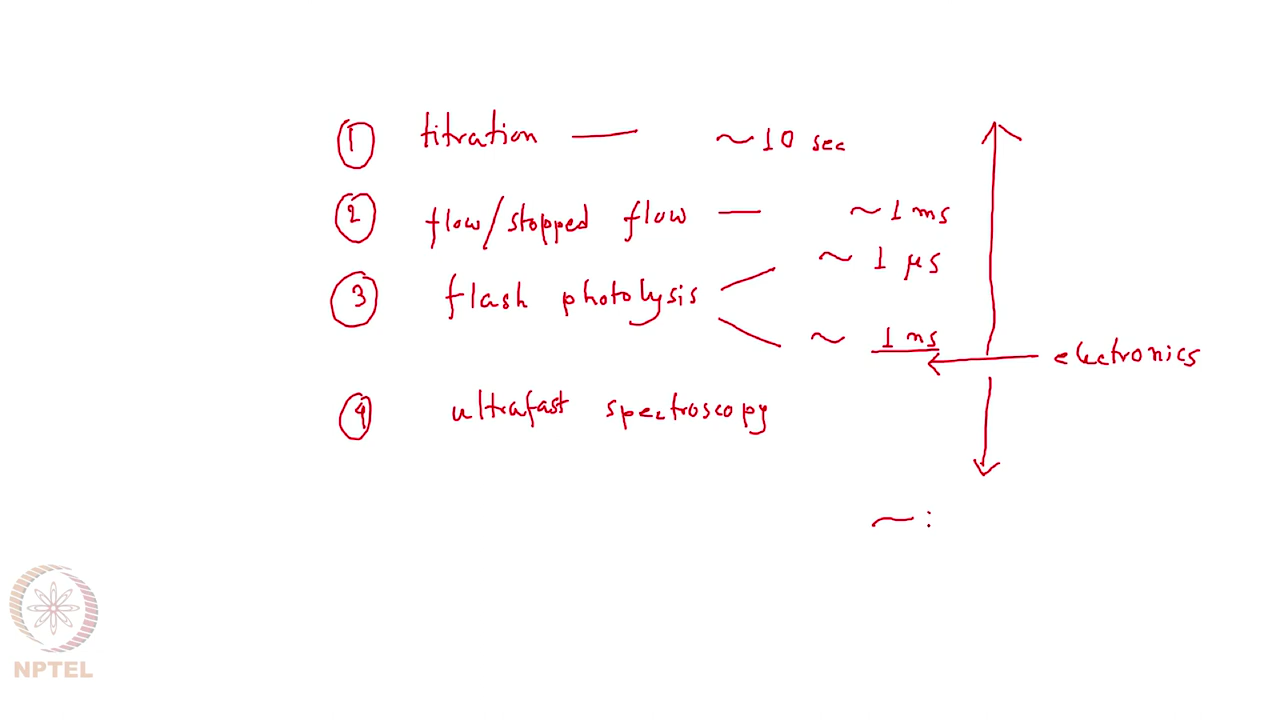 ① titration — ~10 sec
② flow/stopped flow — ~1 ms
~ 1 μs
③ flash photolysis
~ 1 ns ← electronics
④ ultrafast spectroscopy
~
NPTEL